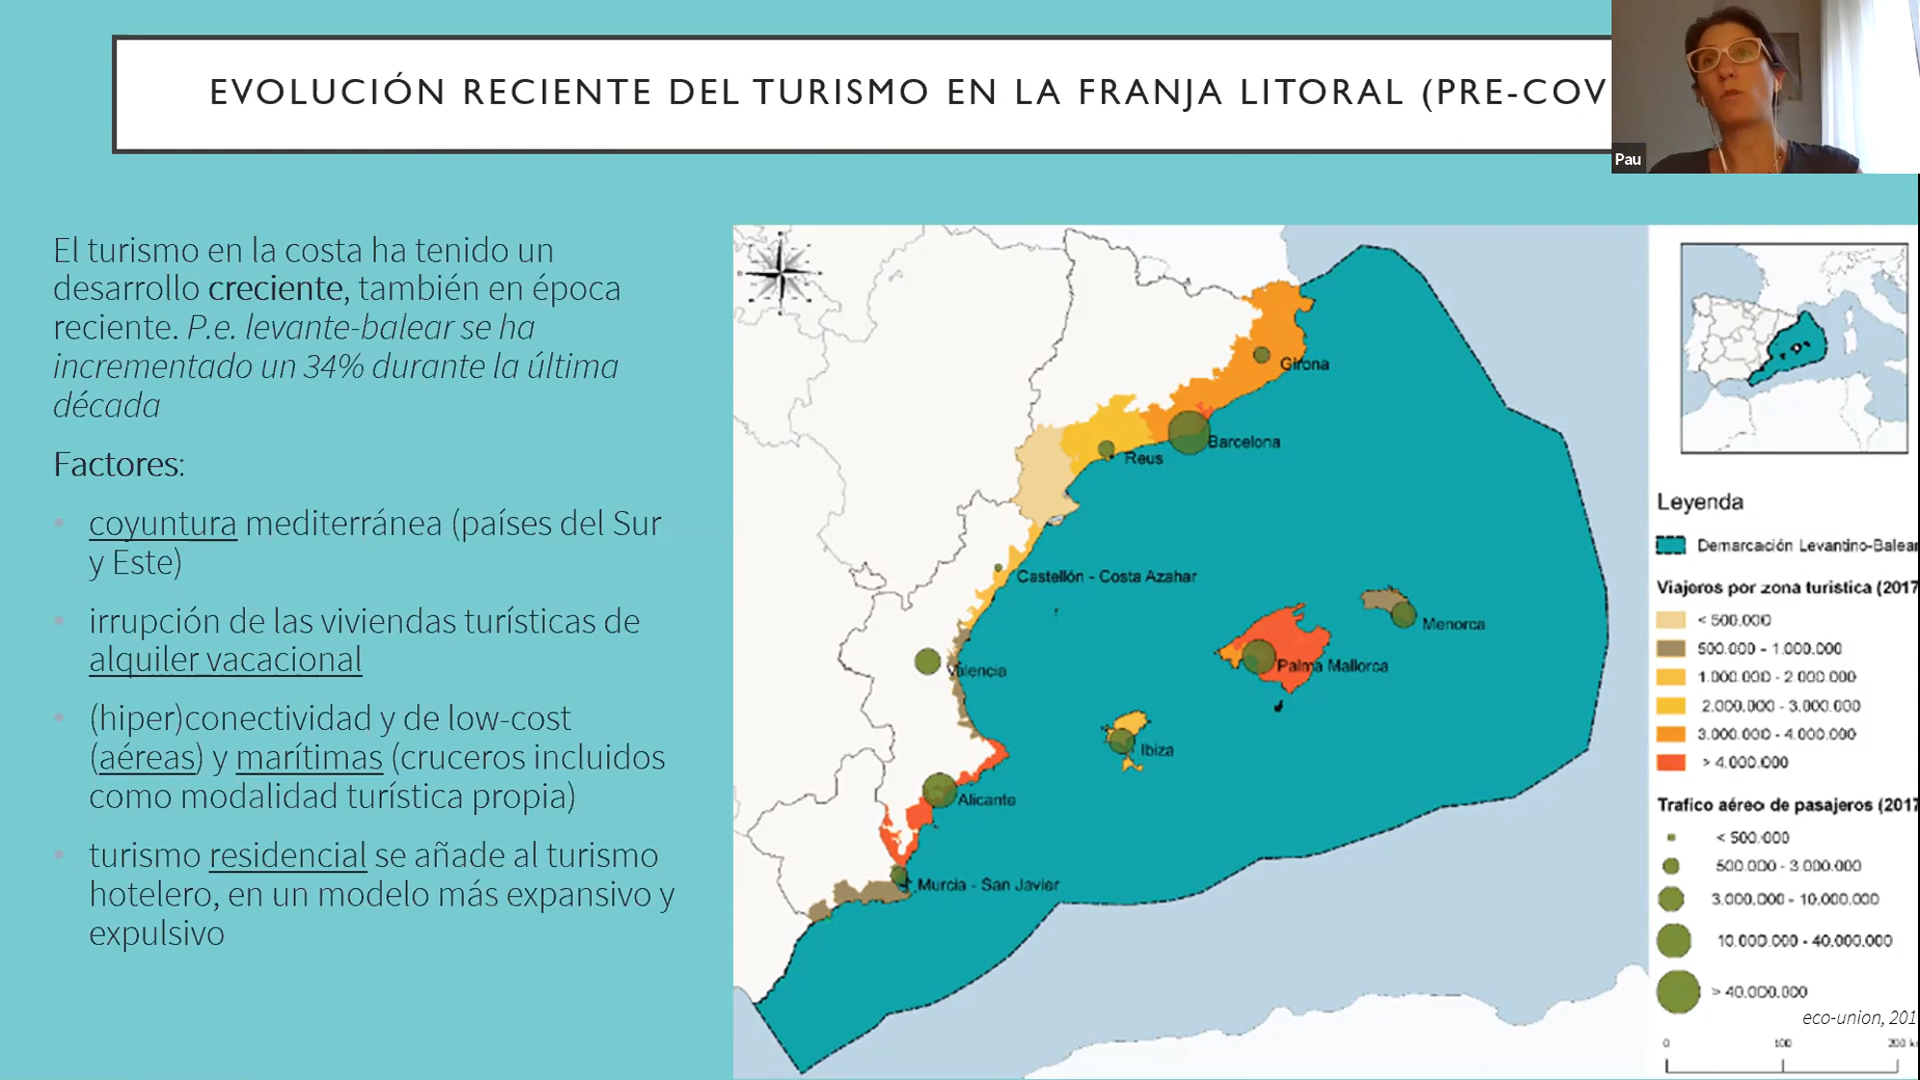 EVOLUCIÓN RECIENTE DEL TURISMO EN LA FRANJA LITORAL (PRE-COV
Pau
El turismo en la costa ha tenido un
desarrollo creciente, también en época
reciente. P.e. levante-balear se ha
incrementado un 34% durante la última
década
Factores:
coyuntura mediterránea (países del Sur
y Este)
irrupción de las viviendas turísticas de
alquiler vacacional
(hiper)conectividad y de low-cost
(aéreas) y marítimas (cruceros incluidos
como modalidad turística propia)
turismo residencial se añade al turismo
hotelero, en un modelo más expansivo y
expulsivo
Girona
Barcelona
Reus
Castellón - Costa Azahar
Menorca
Palma Mallorca
Valencia
Ibiza
Alicante
Murcia - San Javier
Leyenda
Demarcación Levantino-Balear
Viajeros por zona turistica (2017
< 500.000
500.000 - 1.000.000
1.000.000 - 2.000.000
2.000.000 - 3.000.000
3.000.000 - 4.000.000
> 4.000.000
Trafico aéreo de pasajeros (2017
< 500.000
500.000 - 3.000.000
3.000.000 - 10.000.000
10.000.000 - 40.000.000
> 40.000.000
eco-union, 201
0 100 200 k